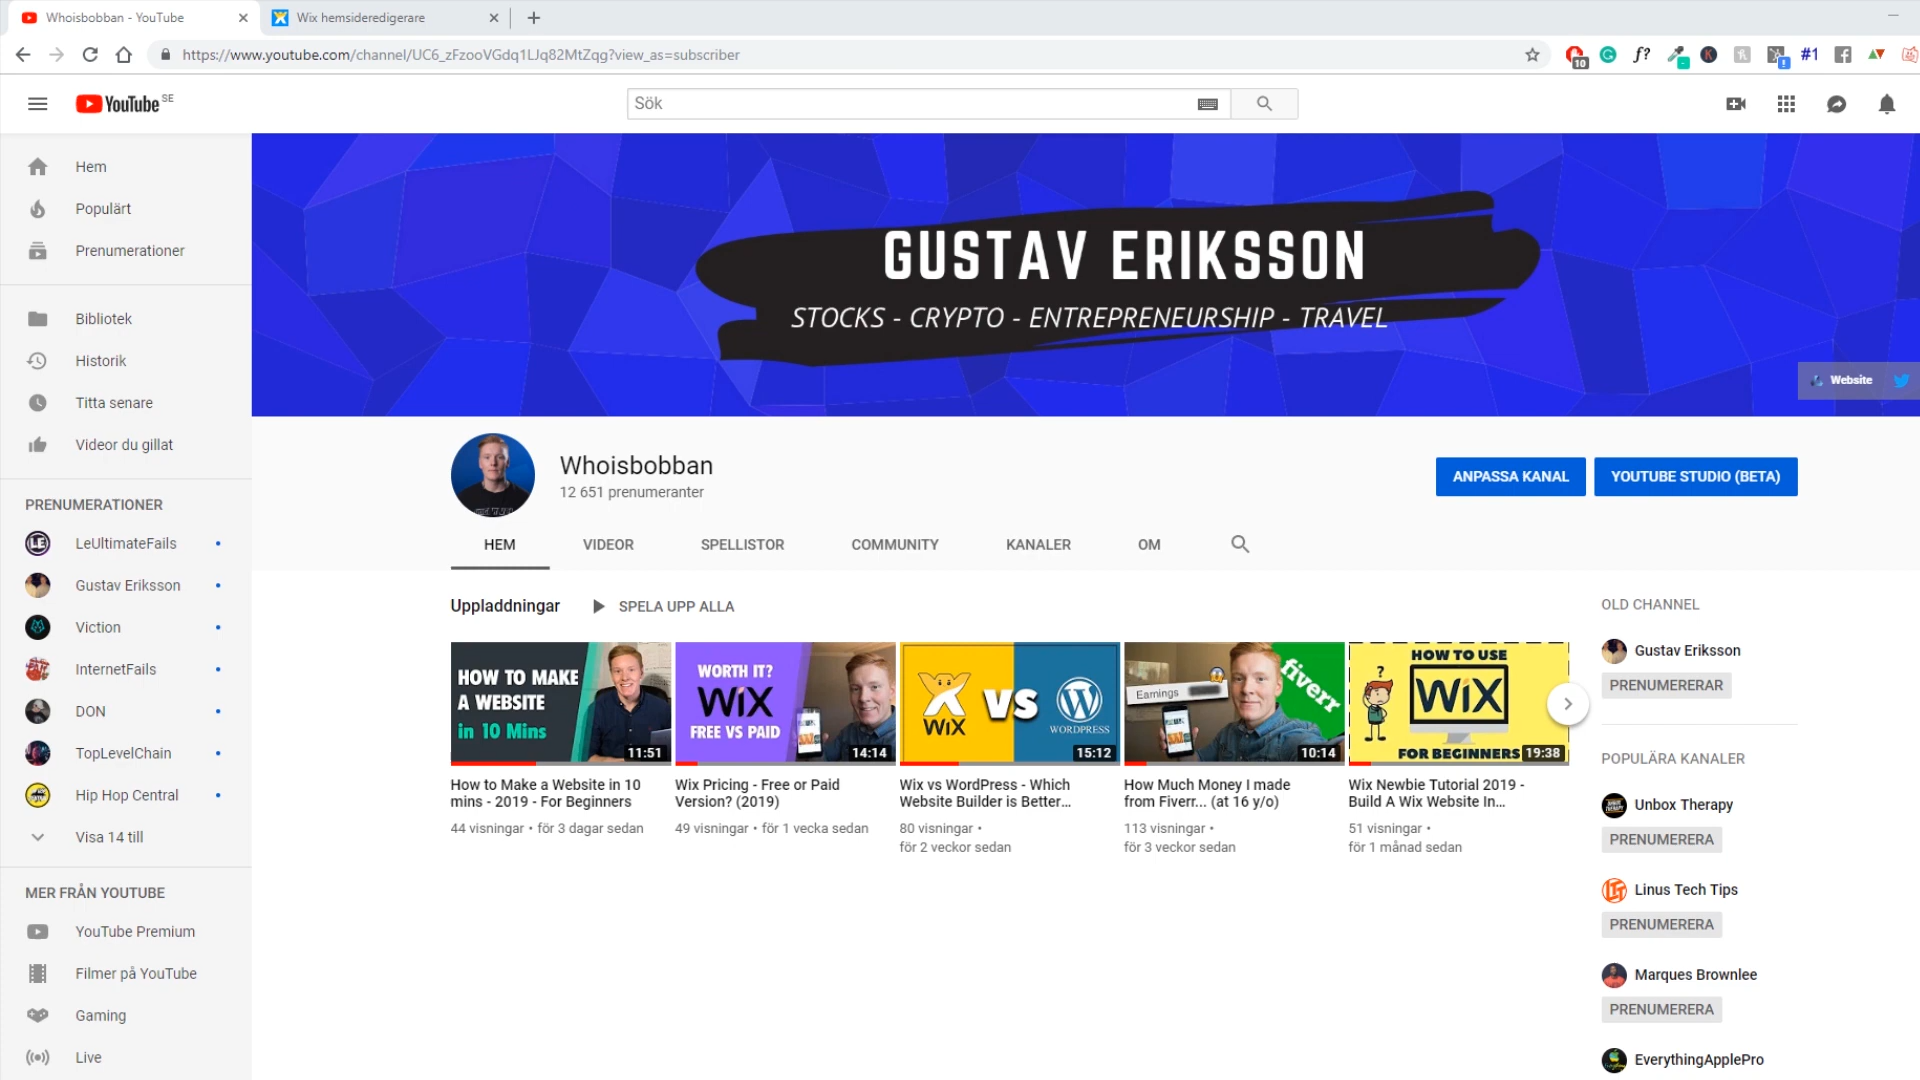 Whoisbobban - YouTube
Wix hemsideredigerare
https://www.youtube.com/channel/UC6_zFzooVGdq1LJq82MtZqg?view_as=subscriber
10
f?
K
#1
YouTube SE
Sök
Hem
Populärt
Prenumerationer
Bibliotek
Historik
Titta senare
Videor du gillat
PRENUMERATIONER
LeUltimateFails
Gustav Eriksson
Viction
InternetFails
DON
TopLevelChain
Hip Hop Central
Visa 14 till
MER FRÅN YOUTUBE
YouTube Premium
Filmer på YouTube
Gaming
Live
GUSTAV ERIKSSON
STOCKS - CRYPTO - ENTREPRENEURSHIP - TRAVEL
Website
Whoisbobban
12 651 prenumeranter
ANPASSA KANAL
YOUTUBE STUDIO (BETA)
HEM
VIDEOR
SPELLISTOR
COMMUNITY
KANALER
OM
Uppladdningar
SPELA UPP ALLA
HOW TO MAKE
A WEBSITE
in 10 Mins
11:51
How to Make a Website in 10
mins - 2019 - For Beginners
44 visningar • för 3 dagar sedan
WORTH IT?
WIX
FREE VS PAID
14:14
Wix Pricing - Free or Paid
Version? (2019)
49 visningar • för 1 vecka sedan
WiX
VS
WORDPRESS
15:12
Wix vs WordPress - Which
Website Builder is Better...
80 visningar •
för 2 veckor sedan
Earnings
fiverr
10:14
How Much Money I made
from Fiverr... (at 16 y/o)
113 visningar •
för 3 veckor sedan
HOW TO USE
WiX
FOR BEGINNERS
19:38
Wix Newbie Tutorial 2019 -
Build A Wix Website In...
51 visningar •
för 1 månad sedan
OLD CHANNEL
Gustav Eriksson
PRENUMERERAR
POPULÄRA KANALER
Unbox Therapy
PRENUMERERA
Linus Tech Tips
PRENUMERERA
Marques Brownlee
PRENUMERERA
EverythingApplePro